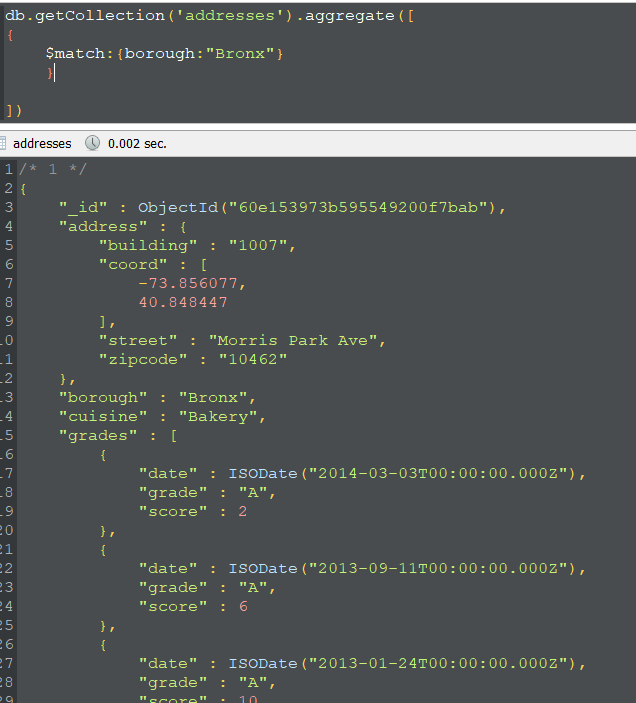 db.getCollection('addresses').aggregate([
{
    $match:{borough:"Bronx"}
    }

])
addresses 0.002 sec.
1 /* 1 */
2 {
3     "_id" : ObjectId("60e153973b595549200f7bab"),
4     "address" : {
5         "building" : "1007",
6         "coord" : [
7             -73.856077,
8             40.848447
9         ],
10         "street" : "Morris Park Ave",
11         "zipcode" : "10462"
12     },
13     "borough" : "Bronx",
14     "cuisine" : "Bakery",
15     "grades" : [
16         {
17             "date" : ISODate("2014-03-03T00:00:00.000Z"),
18             "grade" : "A",
19             "score" : 2
20         },
21         {
22             "date" : ISODate("2013-09-11T00:00:00.000Z"),
23             "grade" : "A",
24             "score" : 6
25         },
26         {
27             "date" : ISODate("2013-01-24T00:00:00.000Z"),
28             "grade" : "A",
29             "score" : 10